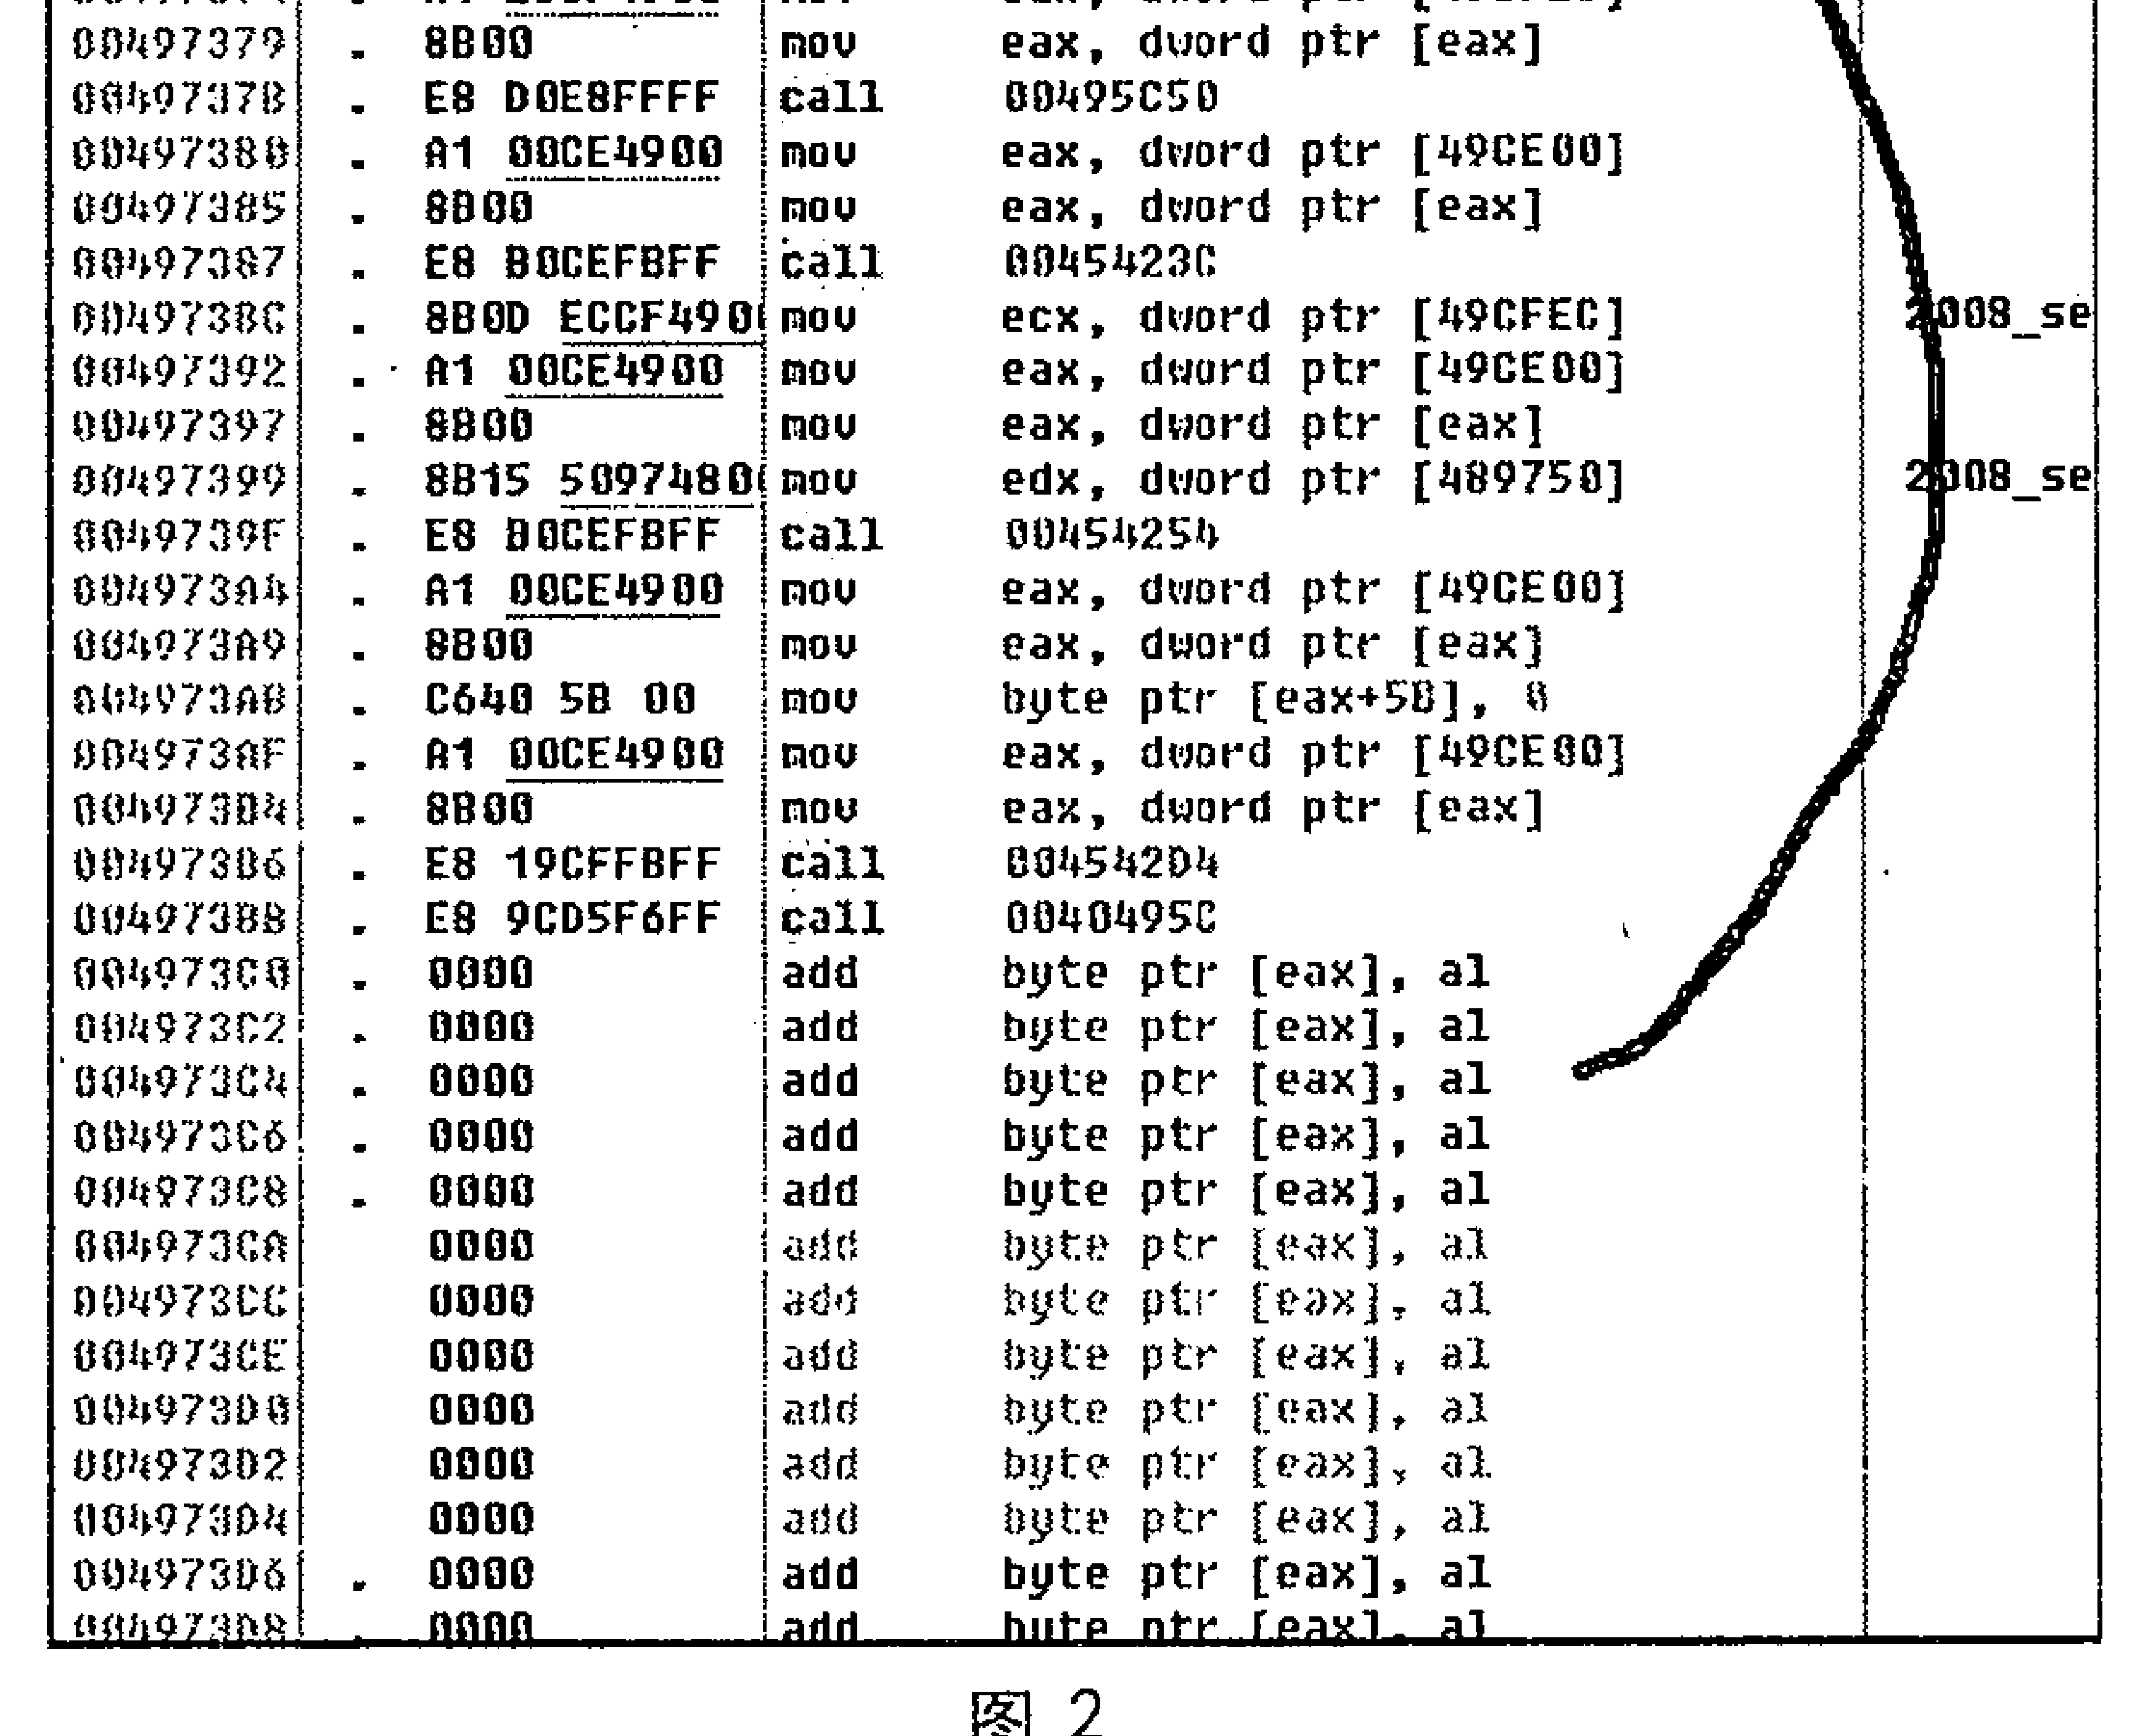 00497379 . 8B00 mov eax, dword ptr [eax]
0049737B . E8 D0E8FFFF call 00495C50
00497380 . A1 00CE4900 mov eax, dword ptr [49CE00]
00497385 . 8B00 mov eax, dword ptr [eax]
00497387 . E8 B0CEFBFF call 0045423C
0049738C . 8B0D ECCF490 mov ecx, dword ptr [49CFEC] 2008_se
00497392 . A1 00CE4900 mov eax, dword ptr [49CE00]
00497397 . 8B00 mov eax, dword ptr [eax]
00497399 . 8B15 5097480 mov edx, dword ptr [489750] 2008_se
0049739F . E8 B0CEFBFF call 00454254
004973A4 . A1 00CE4900 mov eax, dword ptr [49CE00]
004973A9 . 8B00 mov eax, dword ptr [eax]
004973AB . C640 5B 00 mov byte ptr [eax+5B], 0
004973AF . A1 00CE4900 mov eax, dword ptr [49CE00]
004973B4 . 8B00 mov eax, dword ptr [eax]
004973B6 . E8 19CFFBFF call 004542D4
004973BB . E8 9CD5F6FF call 0040495C
004973C0 . 0000 add byte ptr [eax], al
004973C2 . 0000 add byte ptr [eax], al
004973C4 . 0000 add byte ptr [eax], al
004973C6 . 0000 add byte ptr [eax], al
004973C8 . 0000 add byte ptr [eax], al
004973CA 0000 add byte ptr [eax], al
004973CC 0000 add byte ptr [eax], al
004973CE 0000 add byte ptr [eax], al
004973D0 0000 add byte ptr [eax], al
004973D2 0000 add byte ptr [eax], al
004973D4 0000 add byte ptr [eax], al
004973D6 . 0000 add byte ptr [eax], al
004973D8 . 0000 add byte ptr [eax], al
图 2